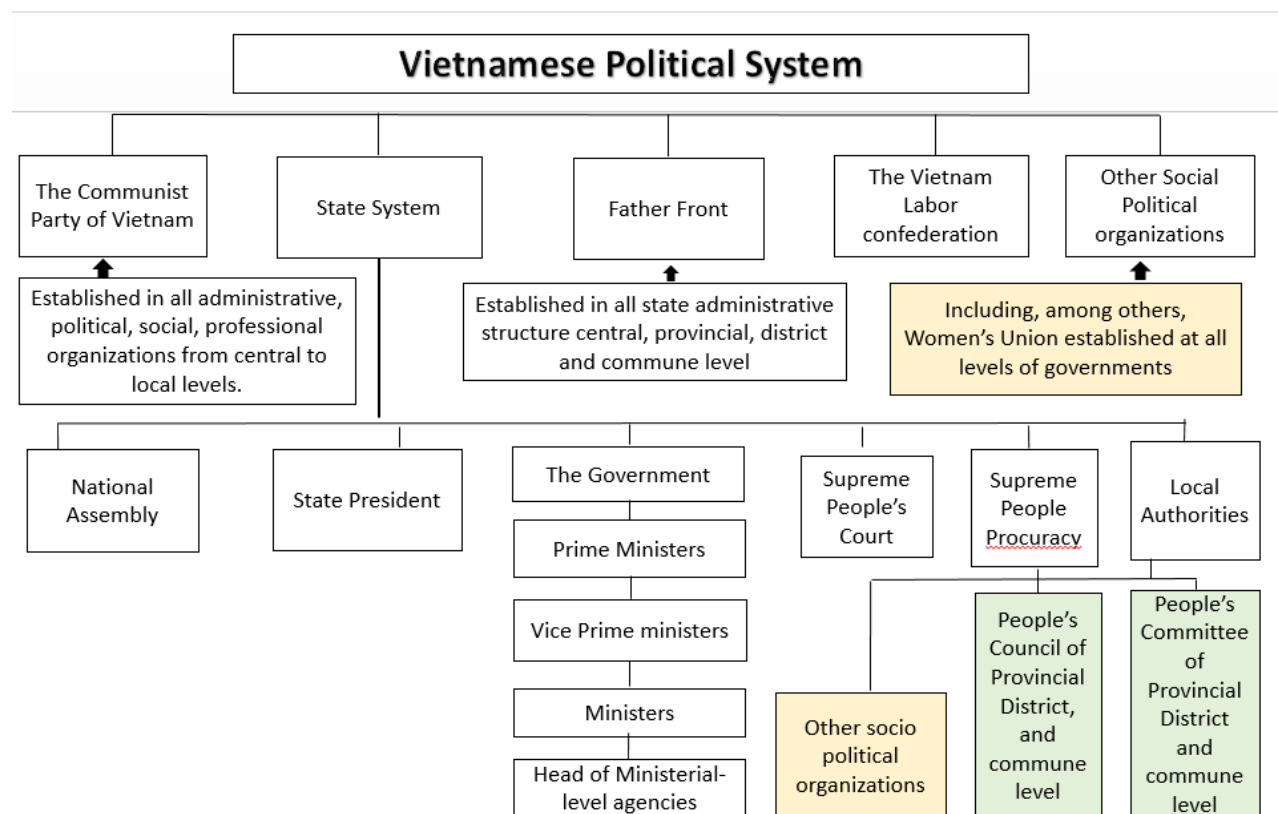 Vietnamese Political System
The Communist
Party of Vietnam
State System
Father Front
The Vietnam
Labor
confederation
Other Social
Political
organizations
Established in all administrative,
political, social, professional
organizations from central to
local levels.
Established in all state administrative
structure central, provincial, district
and commune level
Including, among others,
Women’s Union established at all
levels of governments
National
Assembly
State President
The Government
Prime Ministers
Vice Prime ministers
Ministers
Head of Ministerial-
level agencies
Supreme
People’s
Court
Supreme
People
Procuracy
Local
Authorities
Other socio
political
organizations
People’s
Council of
Provincial
District,
and
commune
level
People’s
Committee
of
Provincial
District
and
commune
level